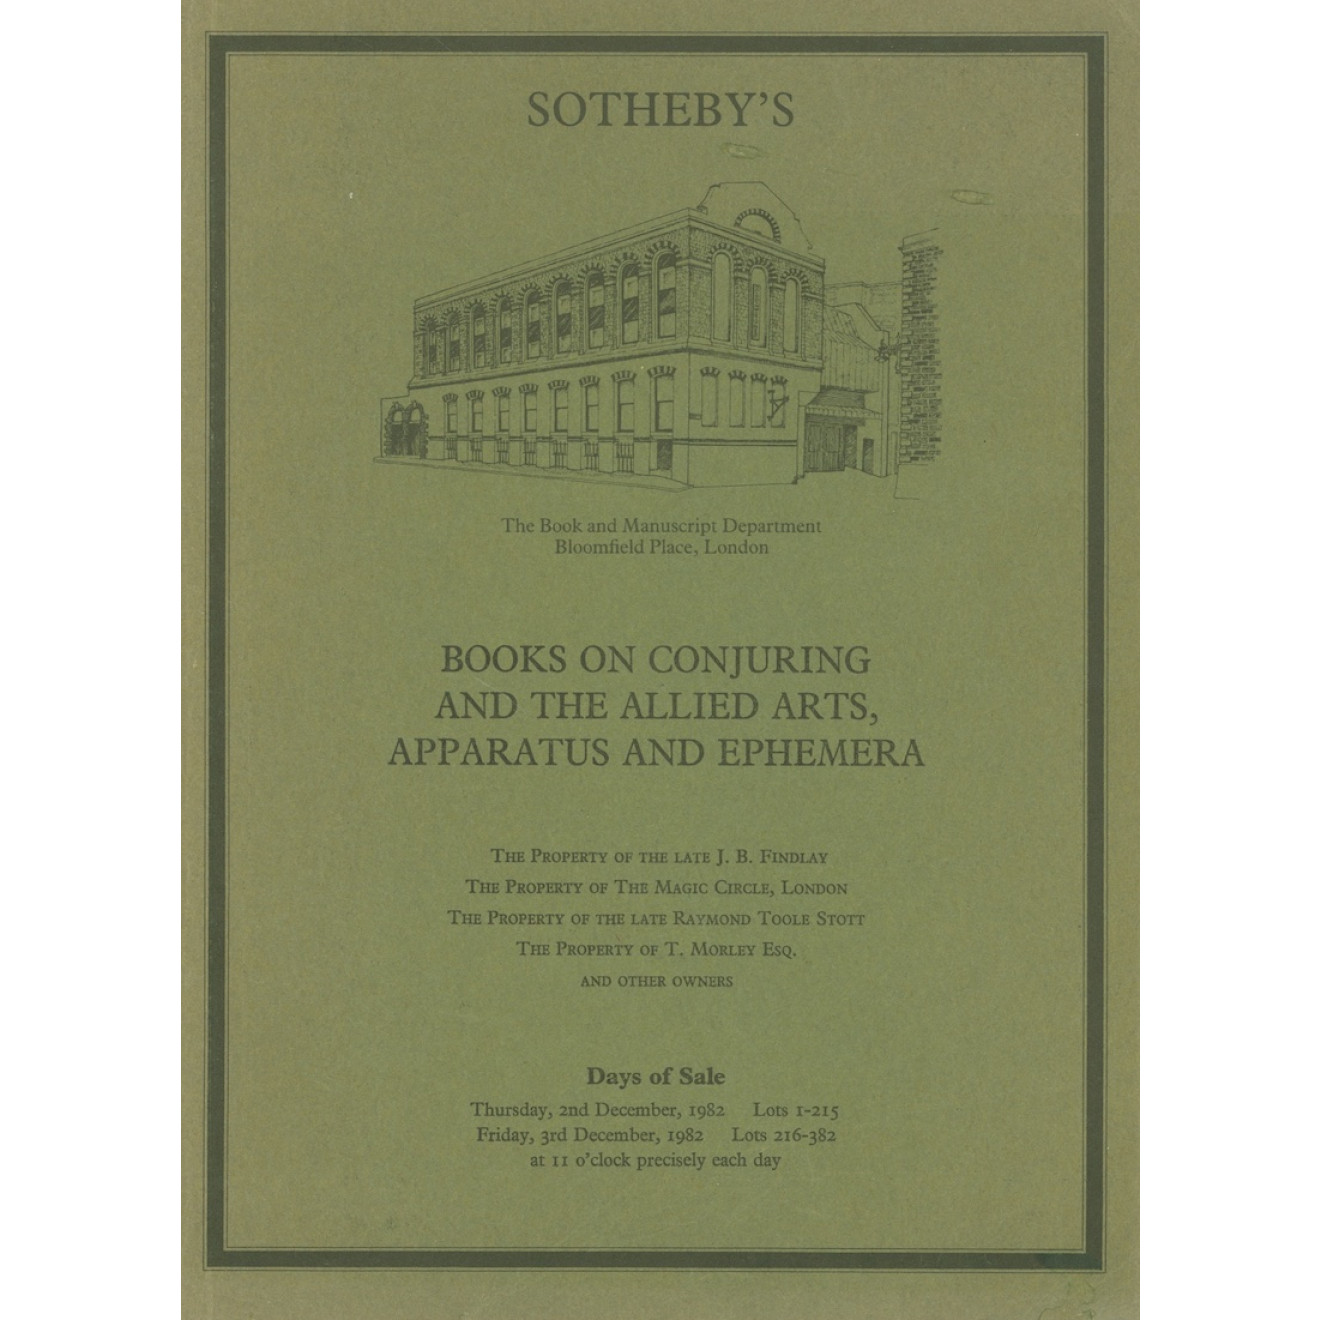 SOTHEBY'S
The Book and Manuscript Department
Bloomfield Place, London
BOOKS ON CONJURING
AND THE ALLIED ARTS,
APPARATUS AND EPHEMERA
THE PROPERTY OF THE LATE J. B. FINDLAY
THE PROPERTY OF THE MAGIC CIRCLE, LONDON
THE PROPERTY OF THE LATE RAYMOND TOOLE STOTT
THE PROPERTY OF T. MORLEY ESQ.
AND OTHER OWNERS
Days of Sale
Thursday, 2nd December, 1982 Lots 1-215
Friday, 3rd December, 1982 Lots 216-382
at 11 o'clock precisely each day